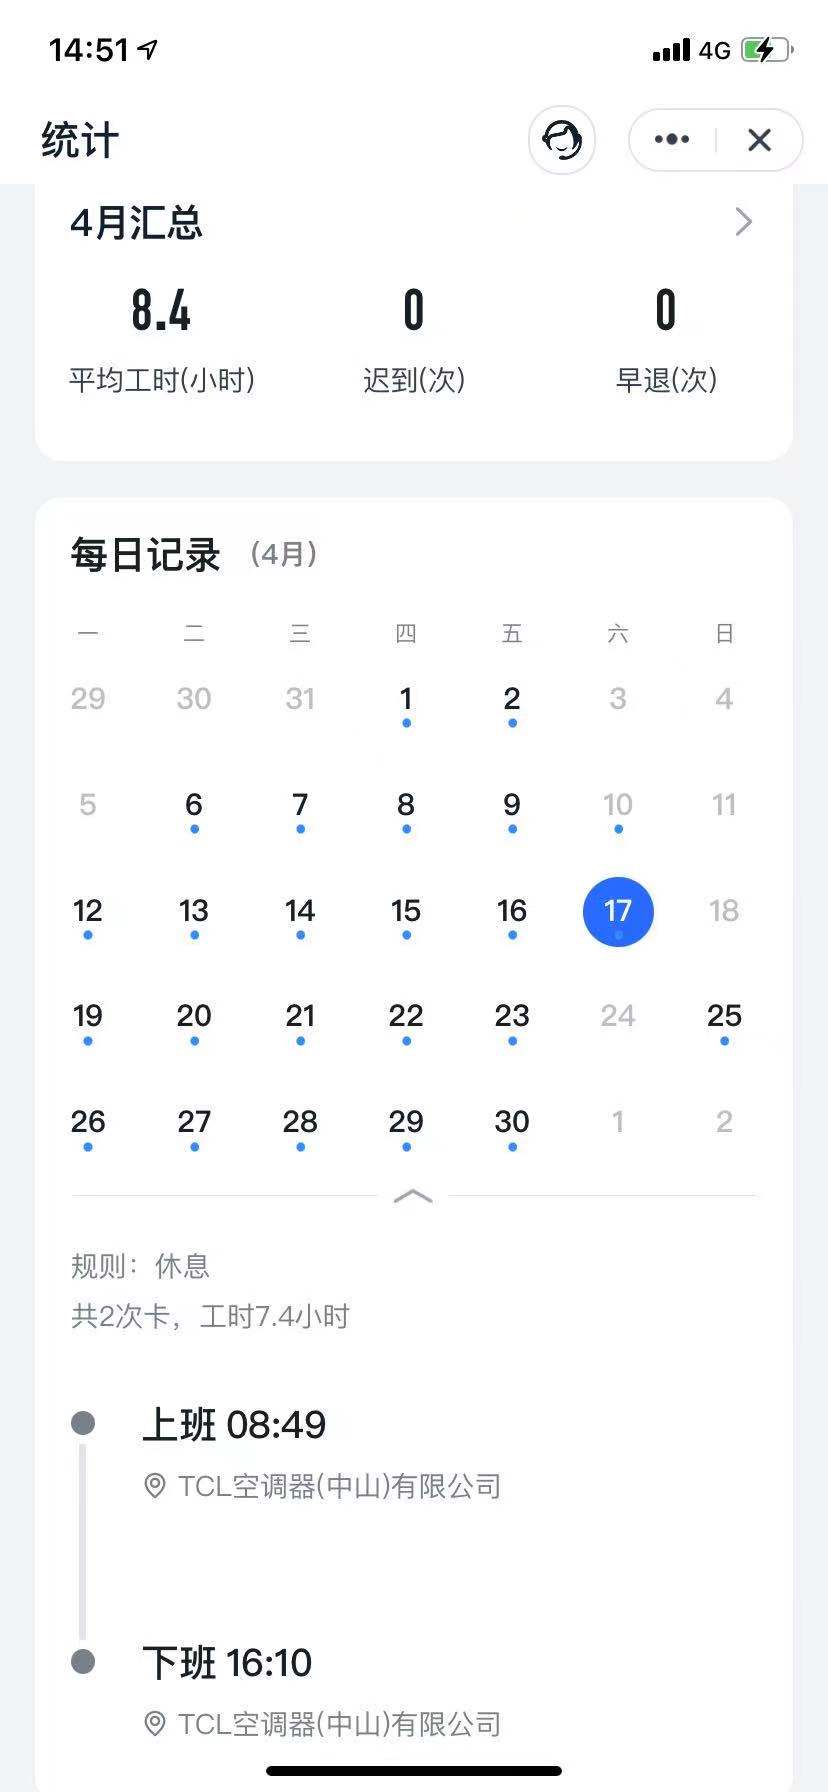 14:51 4G
统计
4月汇总
8.4 0 0
平均工时(小时) 迟到(次) 早退(次)
每日记录 (4月)
一 二 三 四 五 六 日
29 30 31 1 2 3 4
5 6 7 8 9 10 11
12 13 14 15 16 17 18
19 20 21 22 23 24 25
26 27 28 29 30 1 2
规则：休息
共2次卡，工时7.4小时
上班 08:49
TCL空调器(中山)有限公司
下班 16:10
TCL空调器(中山)有限公司